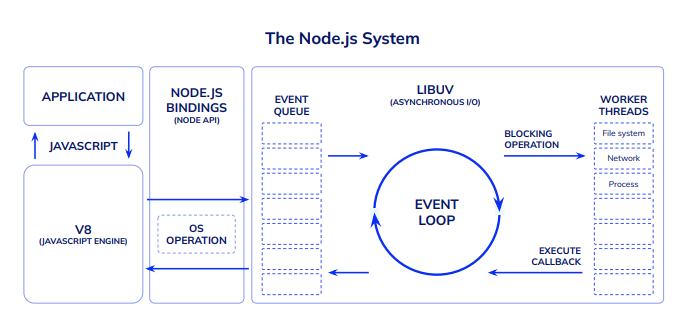 The Node.js System
APPLICATION
JAVASCRIPT
V8
(JAVASCRIPT ENGINE)
NODE.JS
BINDINGS
(NODE API)
OS
OPERATION
LIBUV
(ASYNCHRONOUS I/O)
EVENT
QUEUE
EVENT
LOOP
BLOCKING
OPERATION
EXECUTE
CALLBACK
WORKER
THREADS
File system
Network
Process